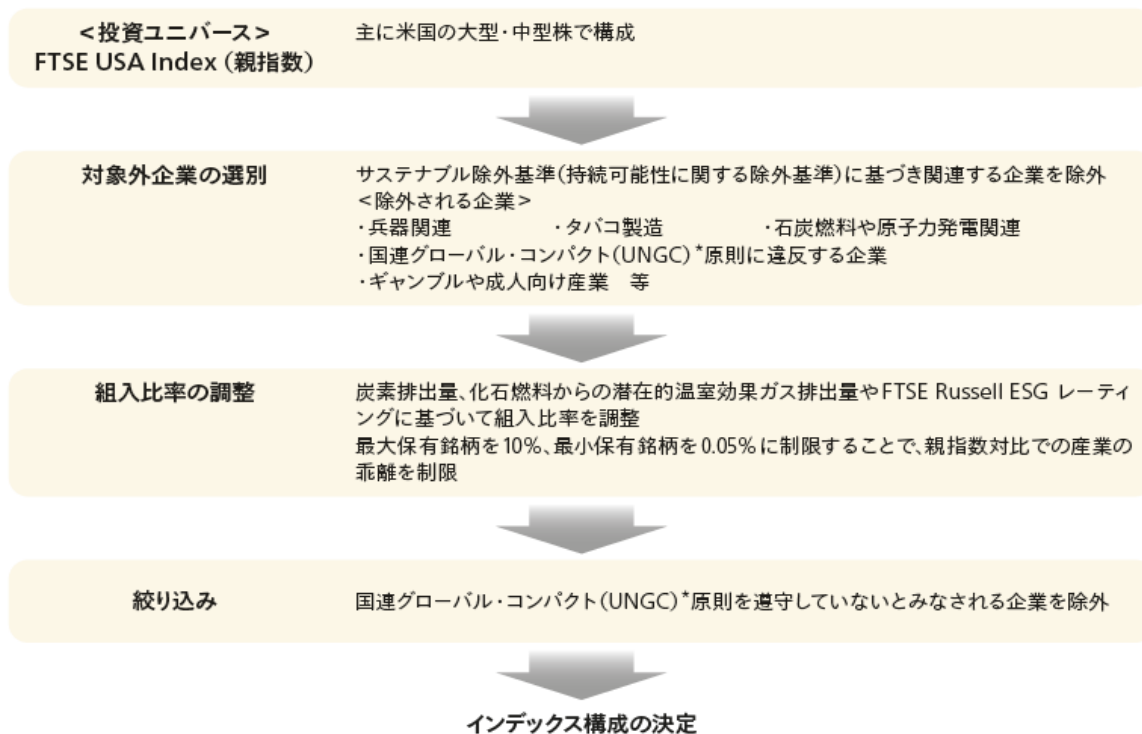 <投資ユニバース>
FTSE USA Index（親指数）
主に米国の大型・中型株で構成
対象外企業の選別
サステナブル除外基準（持続可能性に関する除外基準）に基づき関連する企業を除外
<除外される企業>
・兵器関連 ・タバコ製造 ・石炭燃料や原子力発電関連
・国連グローバル・コンパクト（UNGC）*原則に違反する企業
・ギャンブルや成人向け産業 等
組入比率の調整
炭素排出量、化石燃料からの潜在的温室効果ガス排出量やFTSE Russell ESG レーティ
ングに基づいて組入比率を調整
最大保有銘柄を10%、最小保有銘柄を0.05%に制限することで、親指数対比での産業の
乖離を制限
絞り込み
国連グローバル・コンパクト（UNGC）*原則を遵守していないとみなされる企業を除外
インデックス構成の決定